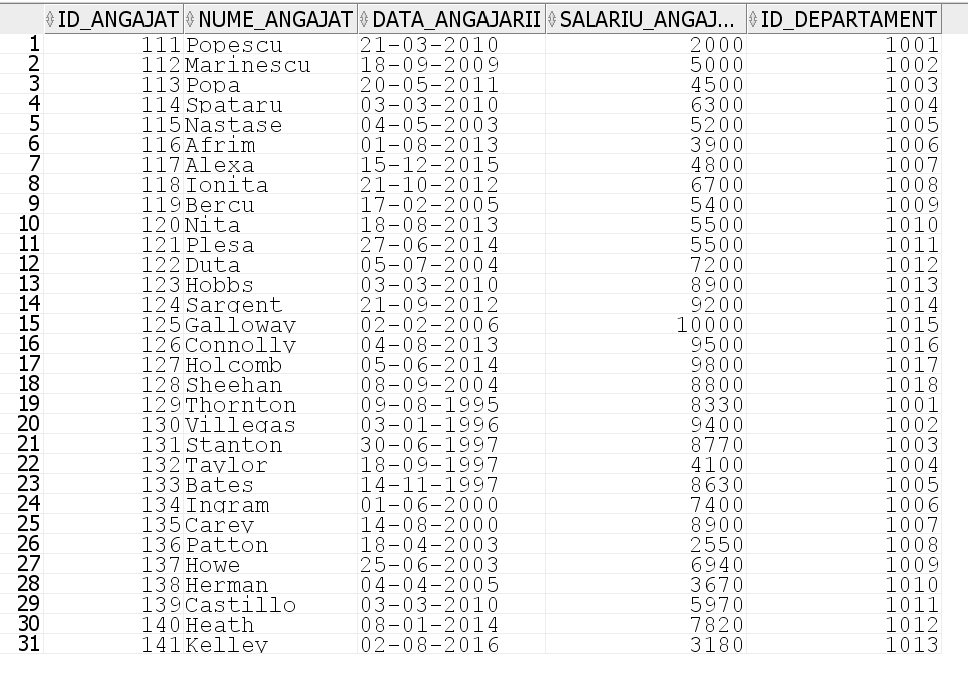 ID_ANGAJAT NUME_ANGAJAT DATA_ANGAJARII SALARIU_ANGAJ... ID_DEPARTAMENT
1 111 Popescu 21-03-2010 2000 1001
2 112 Marinescu 18-09-2009 5000 1002
3 113 Popa 20-05-2011 4500 1003
4 114 Spataru 03-03-2010 6300 1004
5 115 Nastase 04-05-2003 5200 1005
6 116 Afrim 01-08-2013 3900 1006
7 117 Alexa 15-12-2015 4800 1007
8 118 Ionita 21-10-2012 6700 1008
9 119 Bercu 17-02-2005 5400 1009
10 120 Nita 18-08-2013 5500 1010
11 121 Plesa 27-06-2014 5500 1011
12 122 Duta 05-07-2004 7200 1012
13 123 Hobbs 03-03-2010 8900 1013
14 124 Sargent 21-09-2012 9200 1014
15 125 Galloway 02-02-2006 10000 1015
16 126 Connolly 04-08-2013 9500 1016
17 127 Holcomb 05-06-2014 9800 1017
18 128 Sheehan 08-09-2004 8800 1018
19 129 Thornton 09-08-1995 8330 1001
20 130 Villegas 03-01-1996 9400 1002
21 131 Stanton 30-06-1997 8770 1003
22 132 Taylor 18-09-1997 4100 1004
23 133 Bates 14-11-1997 8630 1005
24 134 Ingram 01-06-2000 7400 1006
25 135 Carey 14-08-2000 8900 1007
26 136 Patton 18-04-2003 2550 1008
27 137 Howe 25-06-2003 6940 1009
28 138 Herman 04-04-2005 3670 1010
29 139 Castillo 03-03-2010 5970 1011
30 140 Heath 08-01-2014 7820 1012
31 141 Kelley 02-08-2016 3180 1013